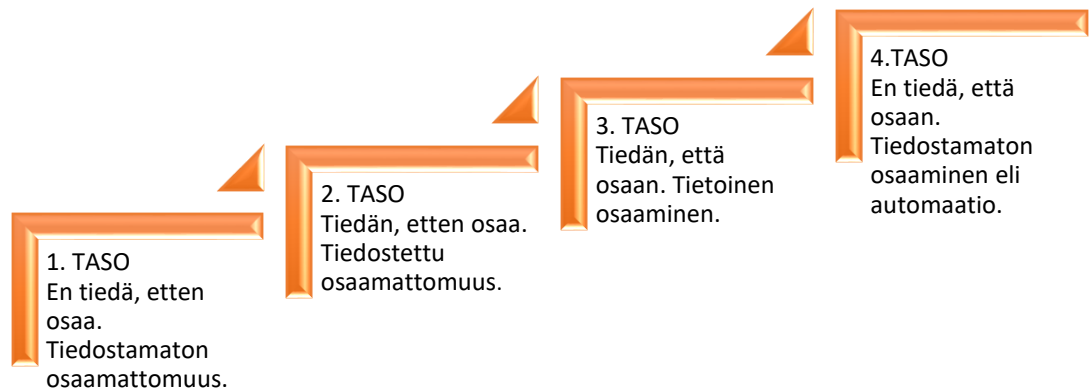 1. TASO
En tiedä, etten
osaa.
Tiedostamaton
osaamattomuus.
2. TASO
Tiedän, etten osaa.
Tiedostettu
osaamattomuus.
3. TASO
Tiedän, että
osaan. Tietoinen
osaaminen.
4.TASO
En tiedä, että
osaan.
Tiedostamaton
osaaminen eli
automaatio.